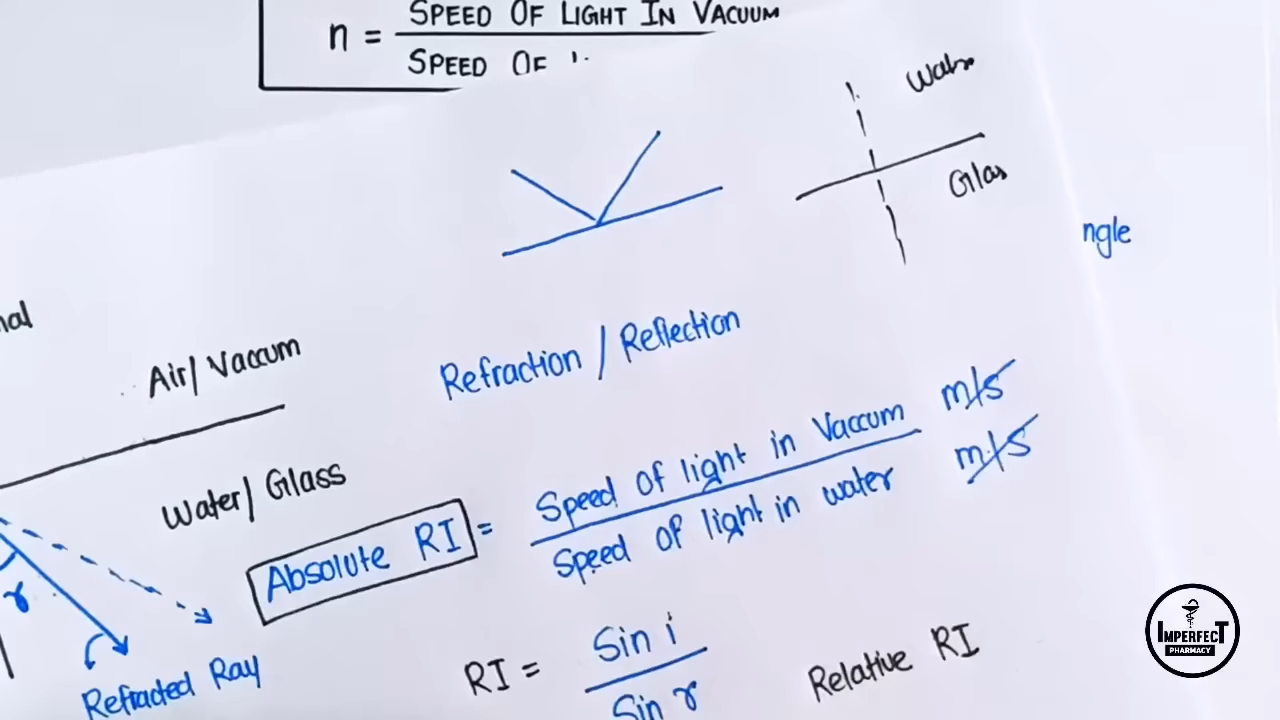 SPEED OF LIGHT IN VACUUM
n =
SPEED OF
Water
Glas
ngle
nal
Air/ Vaccum
Refraction / Reflection
Water/ Glass
Absolute RI = Speed of light in Vaccum m/s
Speed of light in water m/s
r
Refracted Ray
RI = Sin i
Sin r
Relative RI
IMPERFECT
PHARMACY